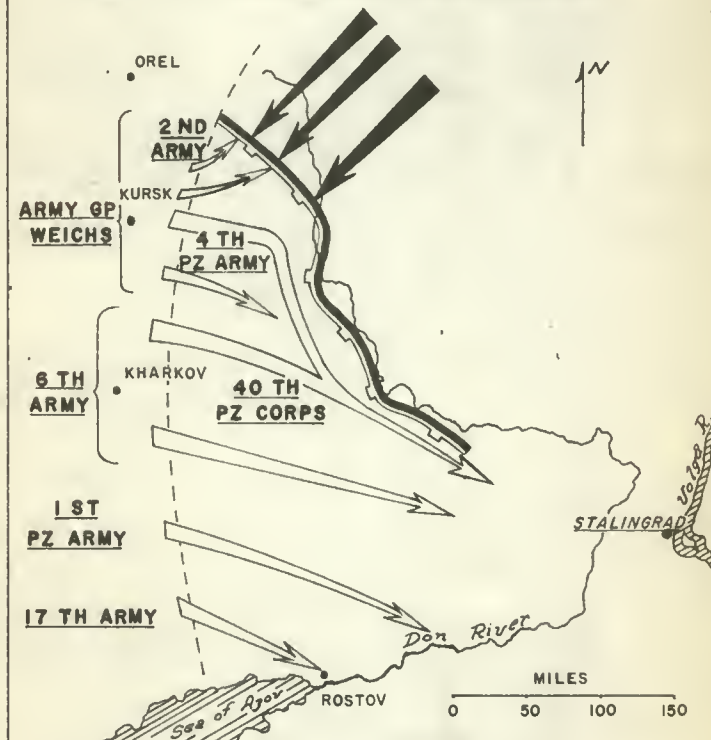 OREL
N
2 ND
ARMY
KURSK
ARMY GP
WEICHS
4 TH
PZ ARMY
6 TH
ARMY
KHARKOV
40 TH
PZ CORPS
Volga R.
1 ST
PZ ARMY
STALINGRAD
17 TH ARMY
Don River
Sea of Azov
ROSTOV
MILES
0 50 100 150